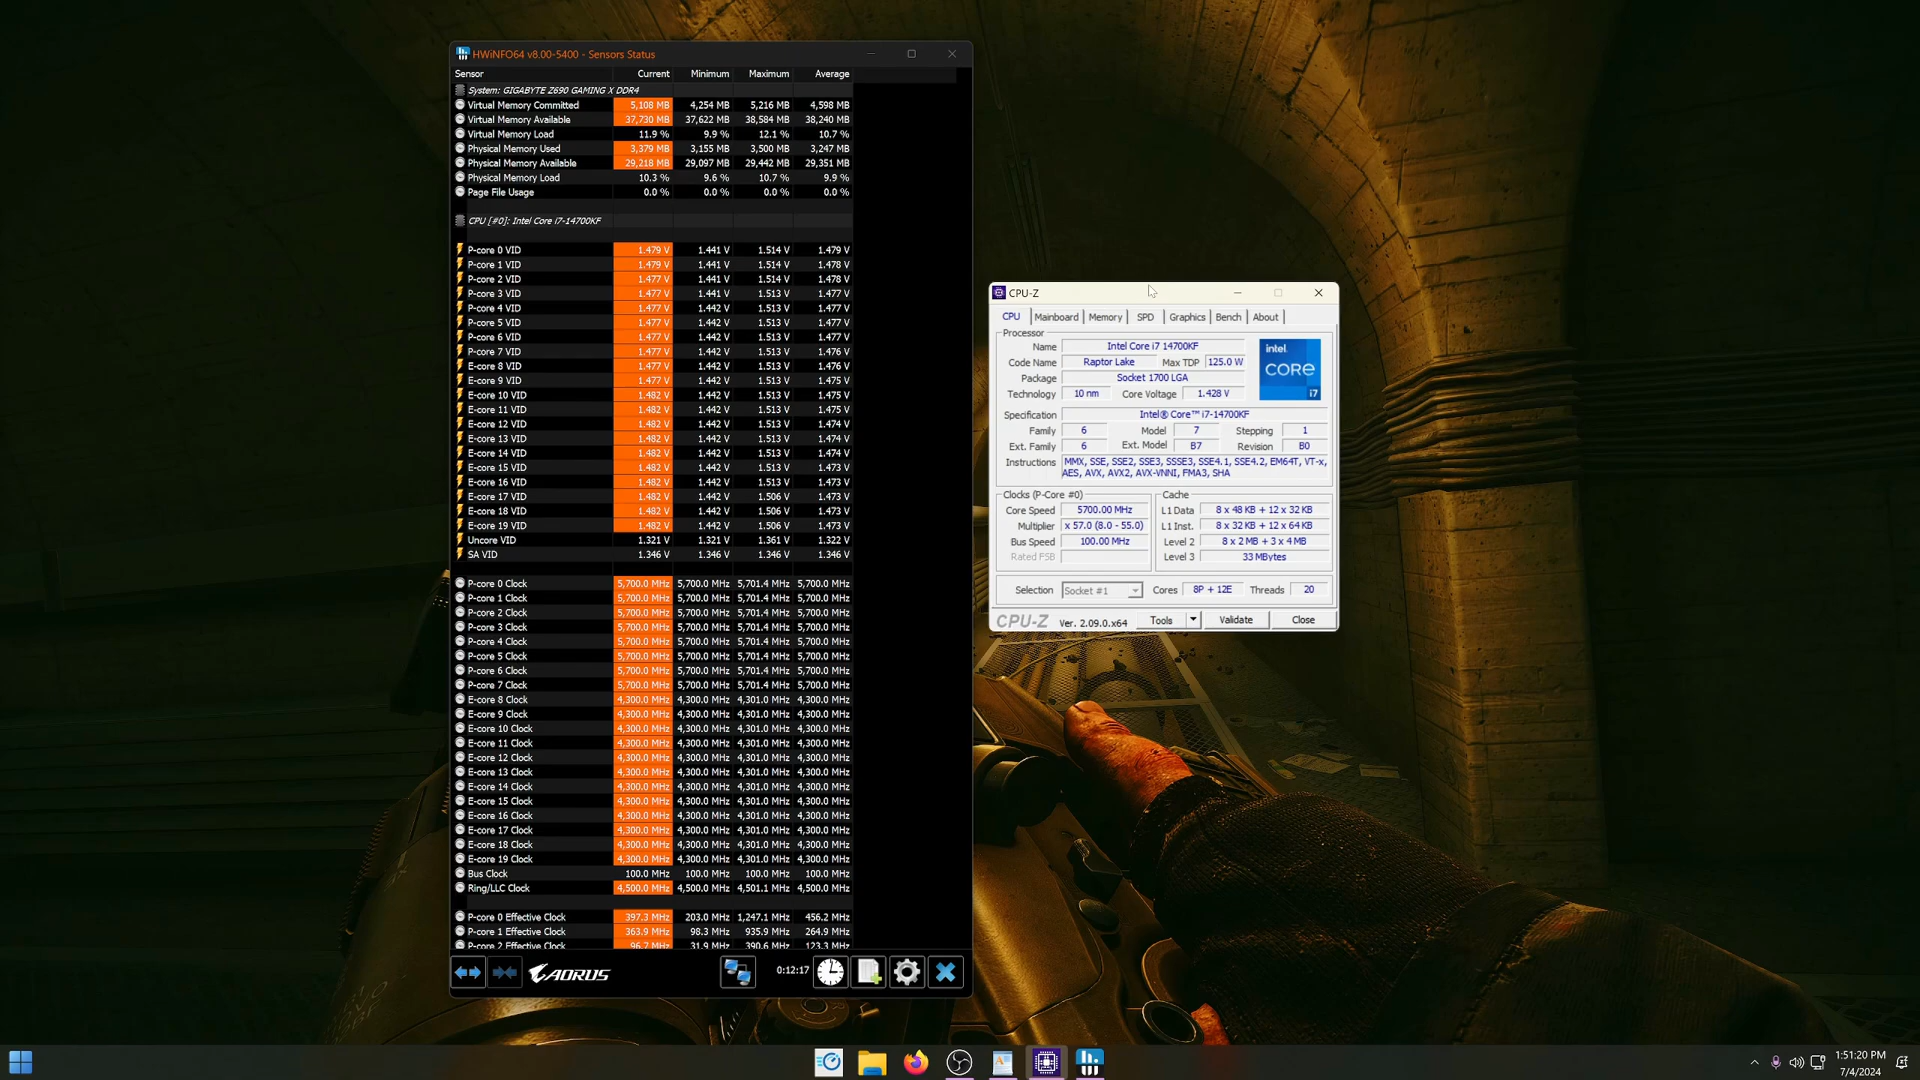 HWiNFO64 v8.00-5400 - Sensors Status
Sensor Current Minimum Maximum Average
System: GIGABYTE Z690 GAMING X DDR4
Virtual Memory Committed 5,108 MB 4,254 MB 5,216 MB 4,598 MB
Virtual Memory Available 37,730 MB 37,622 MB 38,584 MB 38,240 MB
Virtual Memory Load 11.9 % 9.9 % 12.1 % 10.7 %
Physical Memory Used 3,379 MB 3,155 MB 3,500 MB 3,247 MB
Physical Memory Available 29,218 MB 29,097 MB 29,442 MB 29,351 MB
Physical Memory Load 10.3 % 9.6 % 10.7 % 9.9 %
Page File Usage 0.0 % 0.0 % 0.0 % 0.0 %
CPU [#0]: Intel Core i7-14700KF
P-core 0 VID 1.479 V 1.441 V 1.514 V 1.479 V
P-core 1 VID 1.479 V 1.441 V 1.514 V 1.478 V
P-core 2 VID 1.477 V 1.441 V 1.514 V 1.478 V
P-core 3 VID 1.477 V 1.441 V 1.513 V 1.477 V
P-core 4 VID 1.477 V 1.442 V 1.513 V 1.477 V
P-core 5 VID 1.477 V 1.442 V 1.513 V 1.477 V
P-core 6 VID 1.477 V 1.442 V 1.513 V 1.477 V
P-core 7 VID 1.477 V 1.442 V 1.513 V 1.476 V
E-core 8 VID 1.477 V 1.442 V 1.513 V 1.476 V
E-core 9 VID 1.477 V 1.442 V 1.513 V 1.475 V
E-core 10 VID 1.482 V 1.442 V 1.513 V 1.475 V
E-core 11 VID 1.482 V 1.442 V 1.513 V 1.475 V
E-core 12 VID 1.482 V 1.442 V 1.513 V 1.474 V
E-core 13 VID 1.482 V 1.442 V 1.513 V 1.474 V
E-core 14 VID 1.482 V 1.442 V 1.513 V 1.474 V
E-core 15 VID 1.482 V 1.442 V 1.513 V 1.473 V
E-core 16 VID 1.482 V 1.442 V 1.513 V 1.473 V
E-core 17 VID 1.482 V 1.442 V 1.506 V 1.473 V
E-core 18 VID 1.482 V 1.442 V 1.506 V 1.473 V
E-core 19 VID 1.482 V 1.442 V 1.506 V 1.473 V
Uncore VID 1.321 V 1.321 V 1.361 V 1.322 V
SA VID 1.346 V 1.346 V 1.346 V 1.346 V
P-core 0 Clock 5,700.0 MHz 5,700.0 MHz 5,701.4 MHz 5,700.0 MHz
P-core 1 Clock 5,700.0 MHz 5,700.0 MHz 5,701.4 MHz 5,700.0 MHz
P-core 2 Clock 5,700.0 MHz 5,700.0 MHz 5,701.4 MHz 5,700.0 MHz
P-core 3 Clock 5,700.0 MHz 5,700.0 MHz 5,701.4 MHz 5,700.0 MHz
P-core 4 Clock 5,700.0 MHz 5,700.0 MHz 5,701.4 MHz 5,700.0 MHz
P-core 5 Clock 5,700.0 MHz 5,700.0 MHz 5,701.4 MHz 5,700.0 MHz
P-core 6 Clock 5,700.0 MHz 5,700.0 MHz 5,701.4 MHz 5,700.0 MHz
P-core 7 Clock 5,700.0 MHz 5,700.0 MHz 5,701.4 MHz 5,700.0 MHz
E-core 8 Clock 4,300.0 MHz 4,300.0 MHz 4,301.0 MHz 4,300.0 MHz
E-core 9 Clock 4,300.0 MHz 4,300.0 MHz 4,301.0 MHz 4,300.0 MHz
E-core 10 Clock 4,300.0 MHz 4,300.0 MHz 4,301.0 MHz 4,300.0 MHz
E-core 11 Clock 4,300.0 MHz 4,300.0 MHz 4,301.0 MHz 4,300.0 MHz
E-core 12 Clock 4,300.0 MHz 4,300.0 MHz 4,301.0 MHz 4,300.0 MHz
E-core 13 Clock 4,300.0 MHz 4,300.0 MHz 4,301.0 MHz 4,300.0 MHz
E-core 14 Clock 4,300.0 MHz 4,300.0 MHz 4,301.0 MHz 4,300.0 MHz
E-core 15 Clock 4,300.0 MHz 4,300.0 MHz 4,301.0 MHz 4,300.0 MHz
E-core 16 Clock 4,300.0 MHz 4,300.0 MHz 4,301.0 MHz 4,300.0 MHz
E-core 17 Clock 4,300.0 MHz 4,300.0 MHz 4,301.0 MHz 4,300.0 MHz
E-core 18 Clock 4,300.0 MHz 4,300.0 MHz 4,301.0 MHz 4,300.0 MHz
E-core 19 Clock 4,300.0 MHz 4,300.0 MHz 4,301.0 MHz 4,300.0 MHz
Bus Clock 100.0 MHz 100.0 MHz 100.0 MHz 100.0 MHz
Ring/LLC Clock 4,500.0 MHz 4,500.0 MHz 4,501.1 MHz 4,500.0 MHz
P-core 0 Effective Clock 397.3 MHz 203.0 MHz 1,247.1 MHz 456.2 MHz
P-core 1 Effective Clock 363.9 MHz 98.3 MHz 935.9 MHz 264.9 MHz
P-core 2 Effective Clock 96.7 MHz 31.9 MHz 390.6 MHz 123.3 MHz
AORUS
0:12:17
CPU-Z
CPU Mainboard Memory SPD Graphics Bench About
Processor
Name Intel Core i7 14700KF
Code Name Raptor Lake Max TDP 125.0 W
Package Socket 1700 LGA
Technology 10 nm Core Voltage 1.428 V
intel
CORE
i7
Specification Intel® Core™ i7-14700KF
Family 6 Model 7 Stepping 1
Ext. Family 6 Ext. Model B7 Revision B0
Instructions MMX, SSE, SSE2, SSE3, SSSE3, SSE4.1, SSE4.2, EM64T, VT-x,
AES, AVX, AVX2, AVX-VNNI, FMA3, SHA
Clocks (P-Core #0)
Core Speed 5700.00 MHz
Multiplier x 57.0 (8.0 - 55.0)
Bus Speed 100.00 MHz
Rated FSB
Cache
L1 Data 8 x 48 KB + 12 x 32 KB
L1 Inst. 8 x 32 KB + 12 x 64 KB
Level 2 8 x 2 MB + 3 x 4 MB
Level 3 33 MBytes
Selection Socket #1 Cores 8P + 12E Threads 20
CPU-Z Ver. 2.09.0.x64 Tools Validate Close
1:51:20 PM
7/4/2024